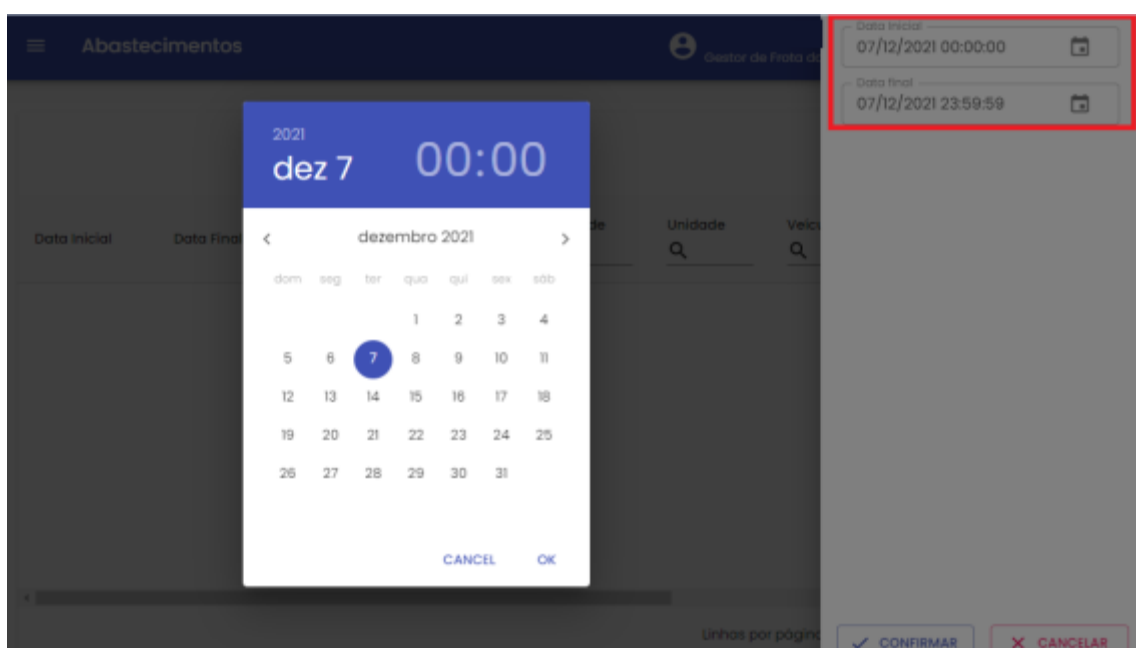 Abastecimentos
Gestor de Frota do
Data Inicial
07/12/2021 00:00:00
Data final
07/12/2021 23:59:59
2021
dez 7
00:00
Data Inicial
Data Final
de
Unidade
Veícu
dezembro 2021
dom seg ter qua qui sex sáb
1 2 3 4
5 6 7 8 9 10 11
12 13 14 15 16 17 18
19 20 21 22 23 24 25
26 27 28 29 30 31
CANCEL OK
Linhas por página
CONFIRMAR
CANCELAR